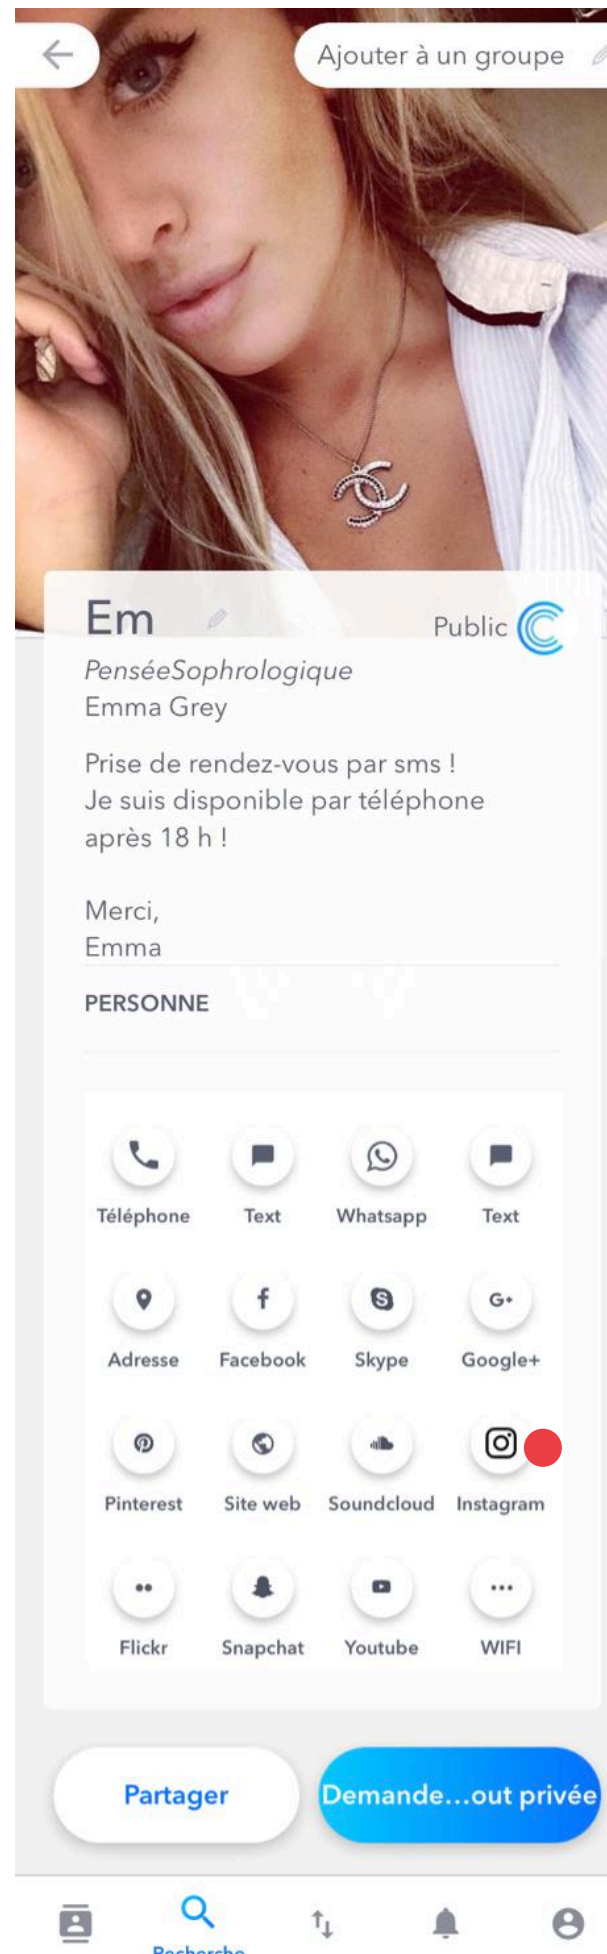 Ajouter à un groupe
Em
Public
PenséeSophrologique
Emma Grey
Prise de rendez-vous par sms !
Je suis disponible par téléphone
après 18 h !
Merci,
Emma
PERSONNE
Téléphone Text Whatsapp Text
Adresse Facebook Skype Google+
Pinterest Site web Soundcloud Instagram
Flickr Snapchat Youtube WIFI
Partager
Demande...out privée
Recherche